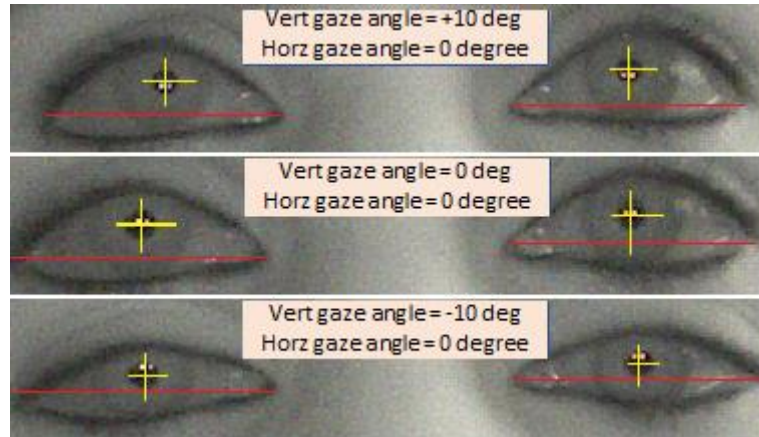 Vert gaze angle = +10 deg
Horz gaze angle = 0 degree
Vert gaze angle = 0 deg
Horz gaze angle = 0 degree
Vert gaze angle = -10 deg
Horz gaze angle = 0 degree